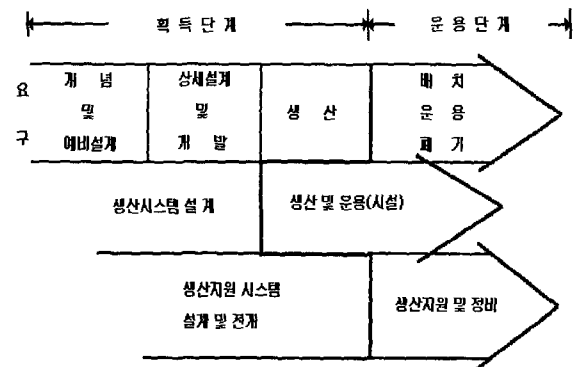 획 득 단 계
운 용 단 계
요 구
개 념
및
예비설계
상세설계
및
개 발
생 산
배 치
운 용
폐 기
생산시스템 설 계
생산 및 운용(시설)
생산지원 시스템
설계 및 전개
생산지원 및 정비